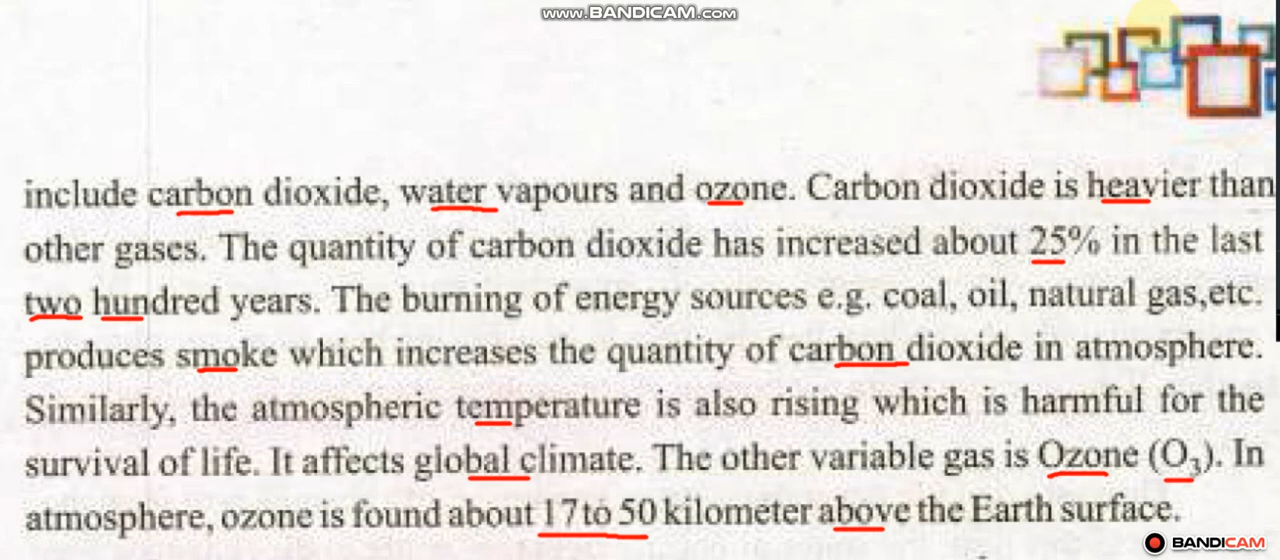 www.BANDICAM.com
include carbon dioxide, water vapours and ozone. Carbon dioxide is heavier than
other gases. The quantity of carbon dioxide has increased about 25% in the last
two hundred years. The burning of energy sources e.g. coal, oil, natural gas,etc.
produces smoke which increases the quantity of carbon dioxide in atmosphere.
Similarly, the atmospheric temperature is also rising which is harmful for the
survival of life. It affects global climate. The other variable gas is Ozone (O₃). In
atmosphere, ozone is found about 17 to 50 kilometer above the Earth surface.
BANDICAM